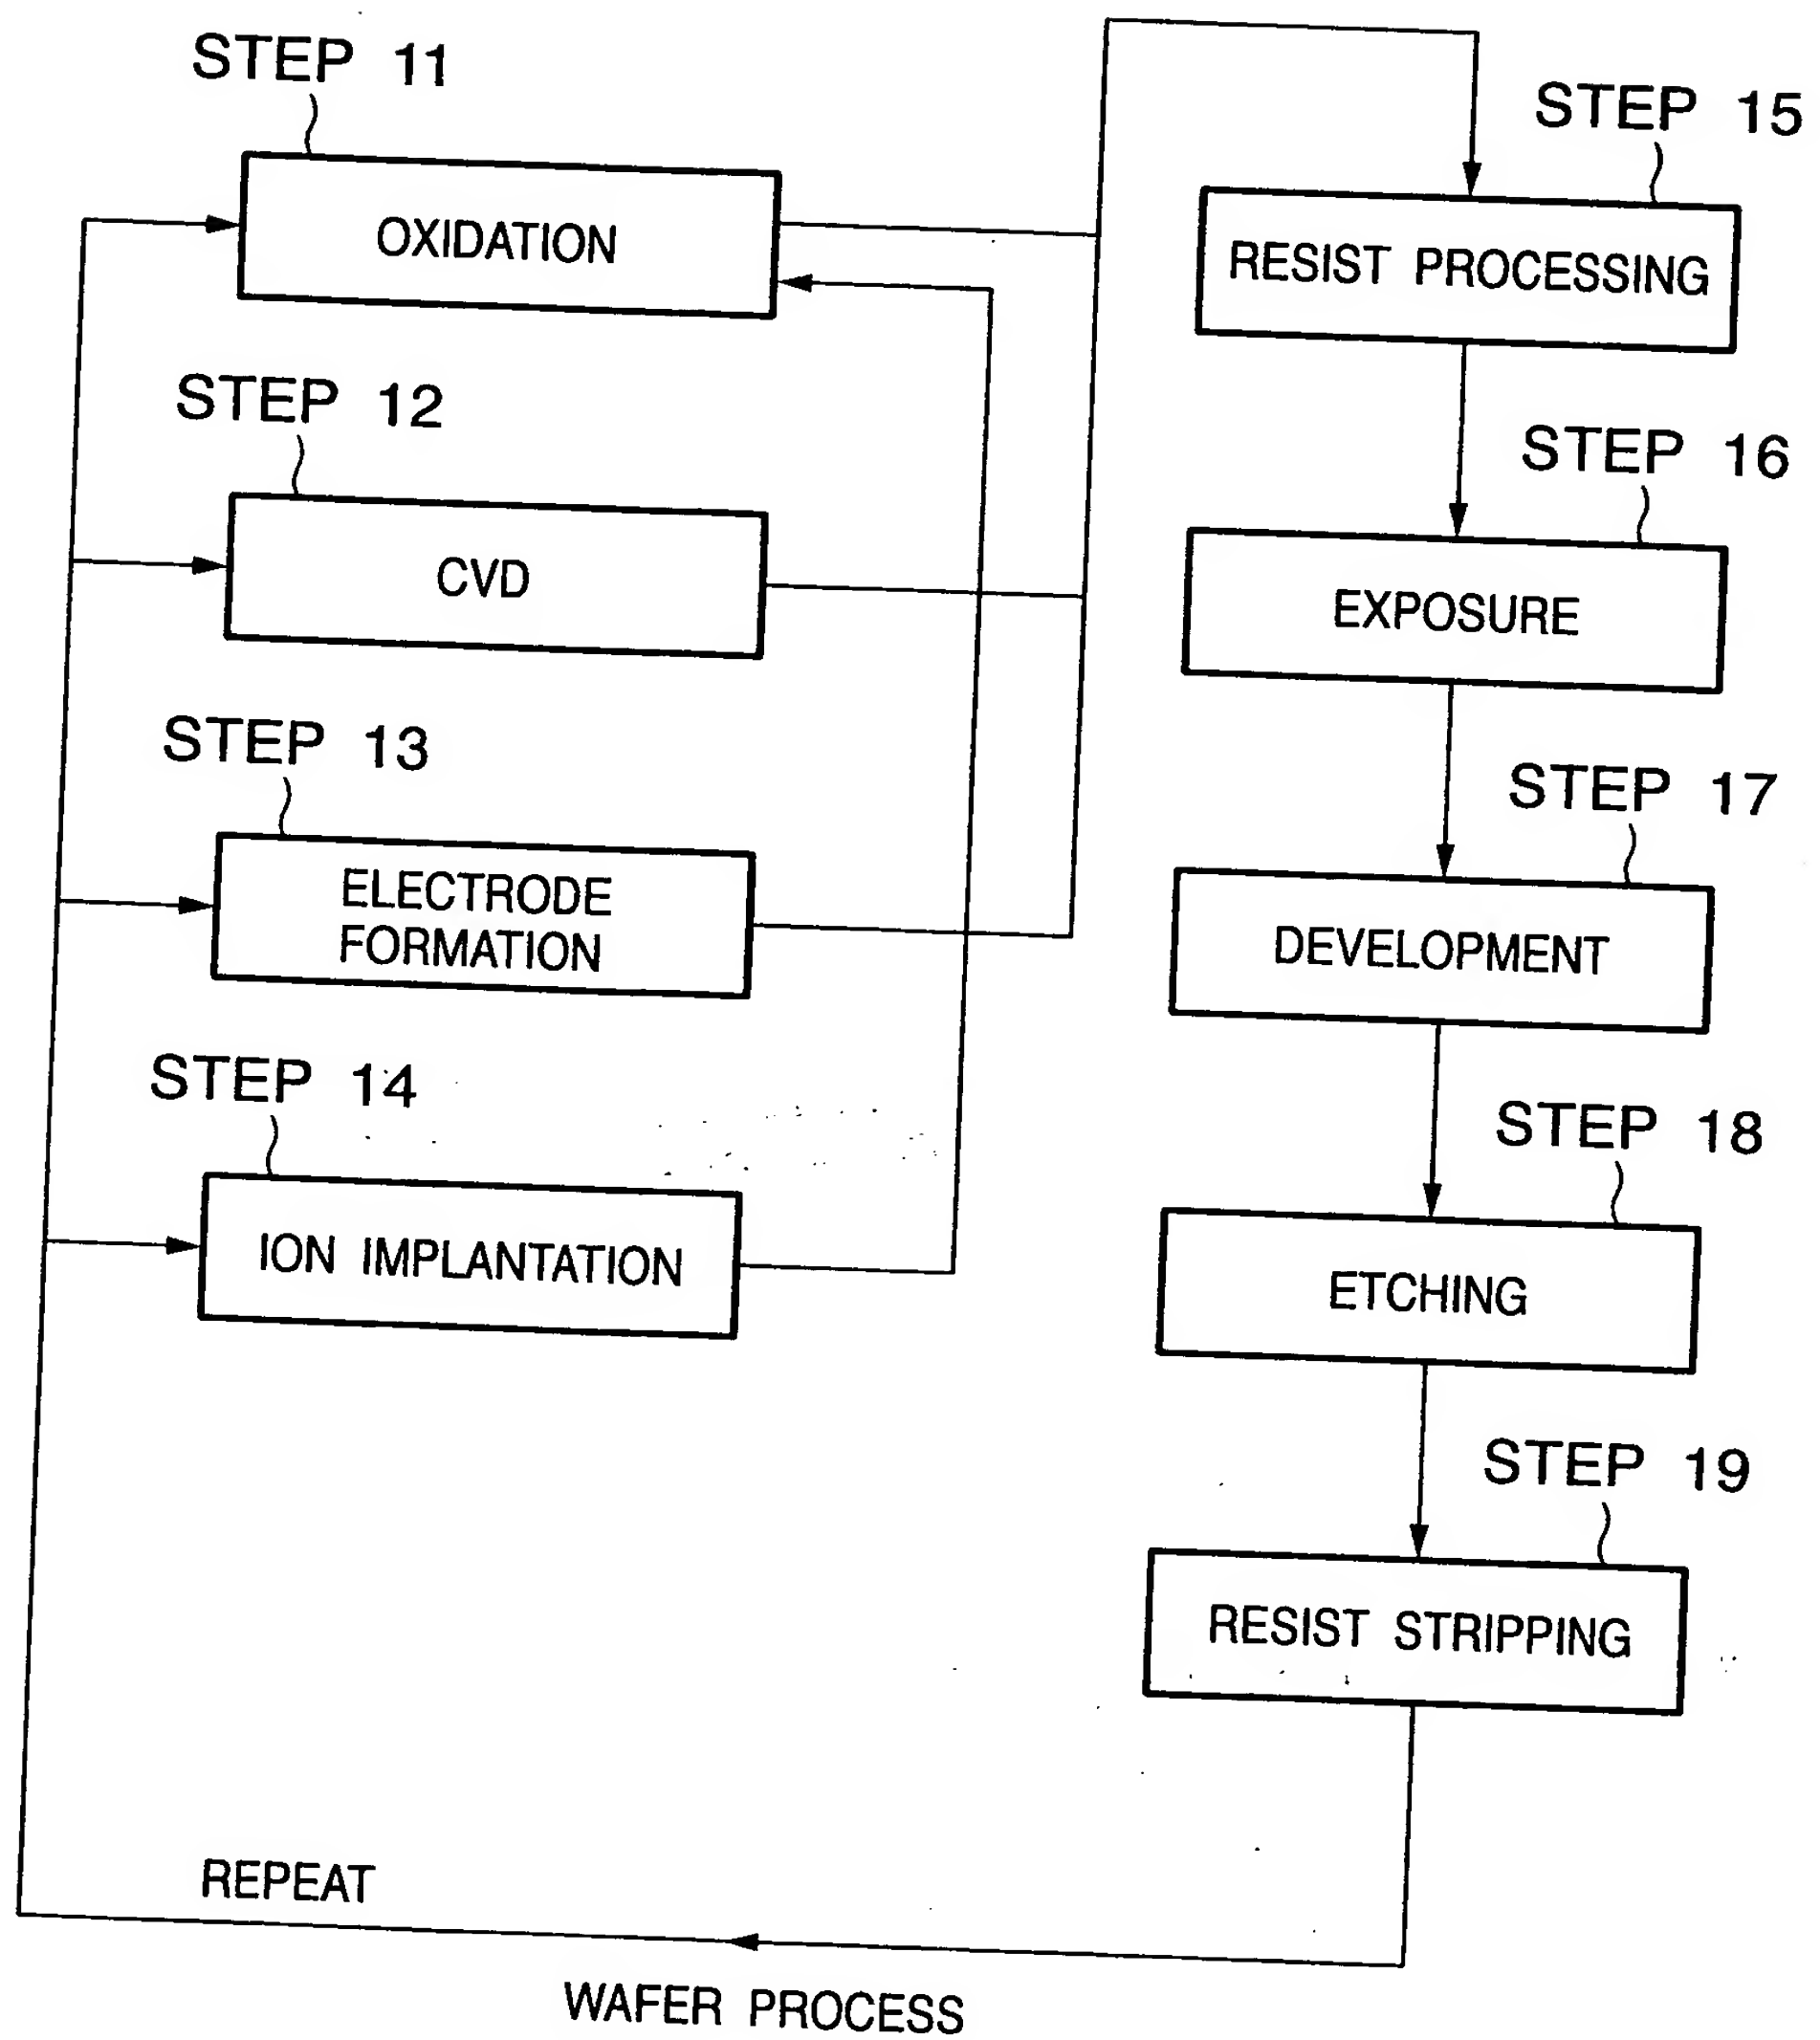 STEP 11
OXIDATION
STEP 12
CVD
STEP 13
ELECTRODE
FORMATION
STEP 14
ION IMPLANTATION
STEP 15
RESIST PROCESSING
STEP 16
EXPOSURE
STEP 17
DEVELOPMENT
STEP 18
ETCHING
STEP 19
RESIST STRIPPING
REPEAT
WAFER PROCESS